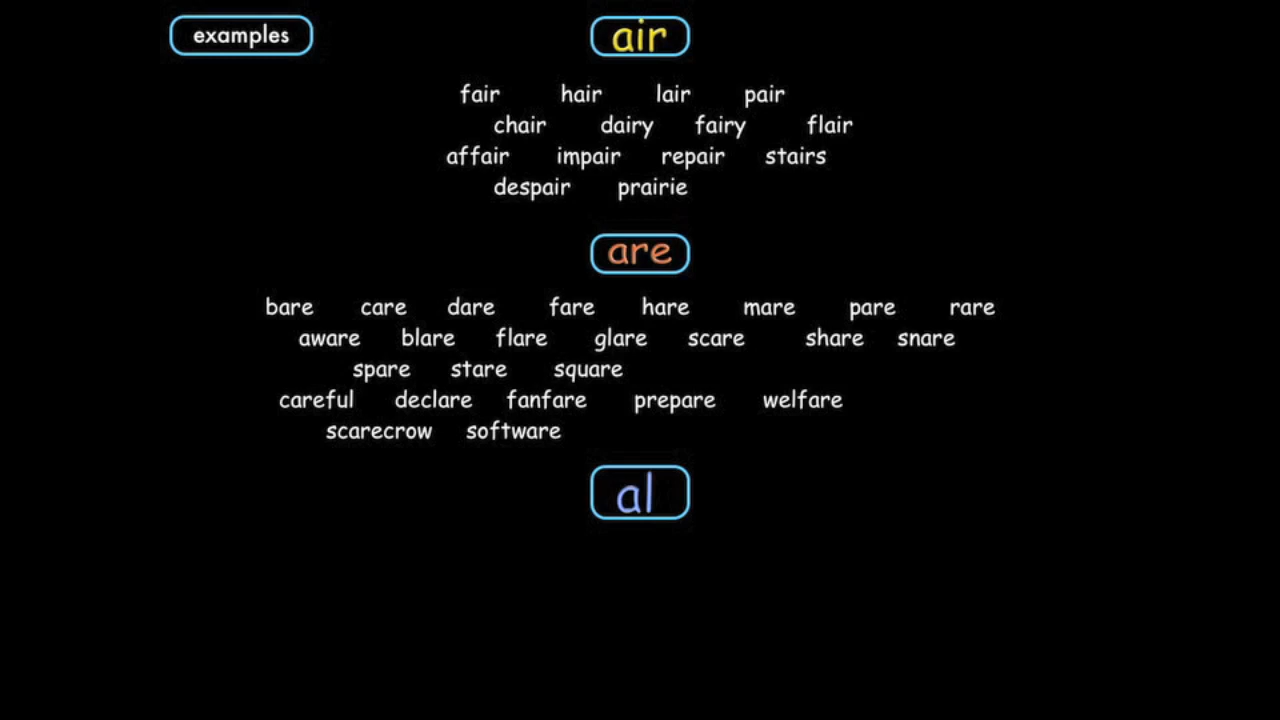 examples
air
fair hair lair pair
chair dairy fairy flair
affair impair repair stairs
despair prairie
are
bare care dare fare hare mare pare rare
aware blare flare glare scare share snare
spare stare square
careful declare fanfare prepare welfare
scarecrow software
al